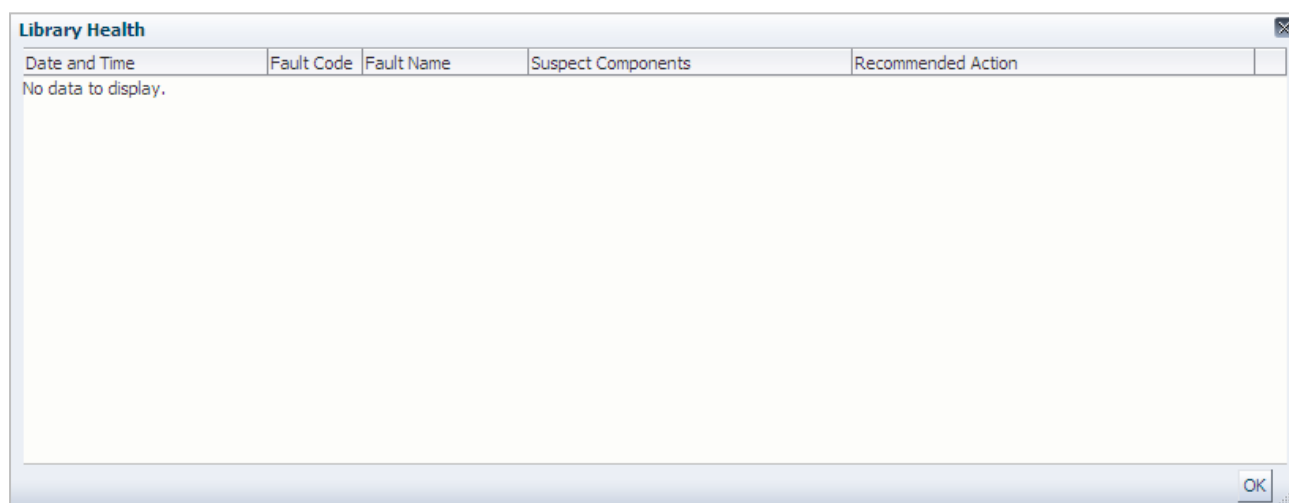 Library Health
Date and Time Fault Code Fault Name Suspect Components Recommended Action
No data to display.
OK